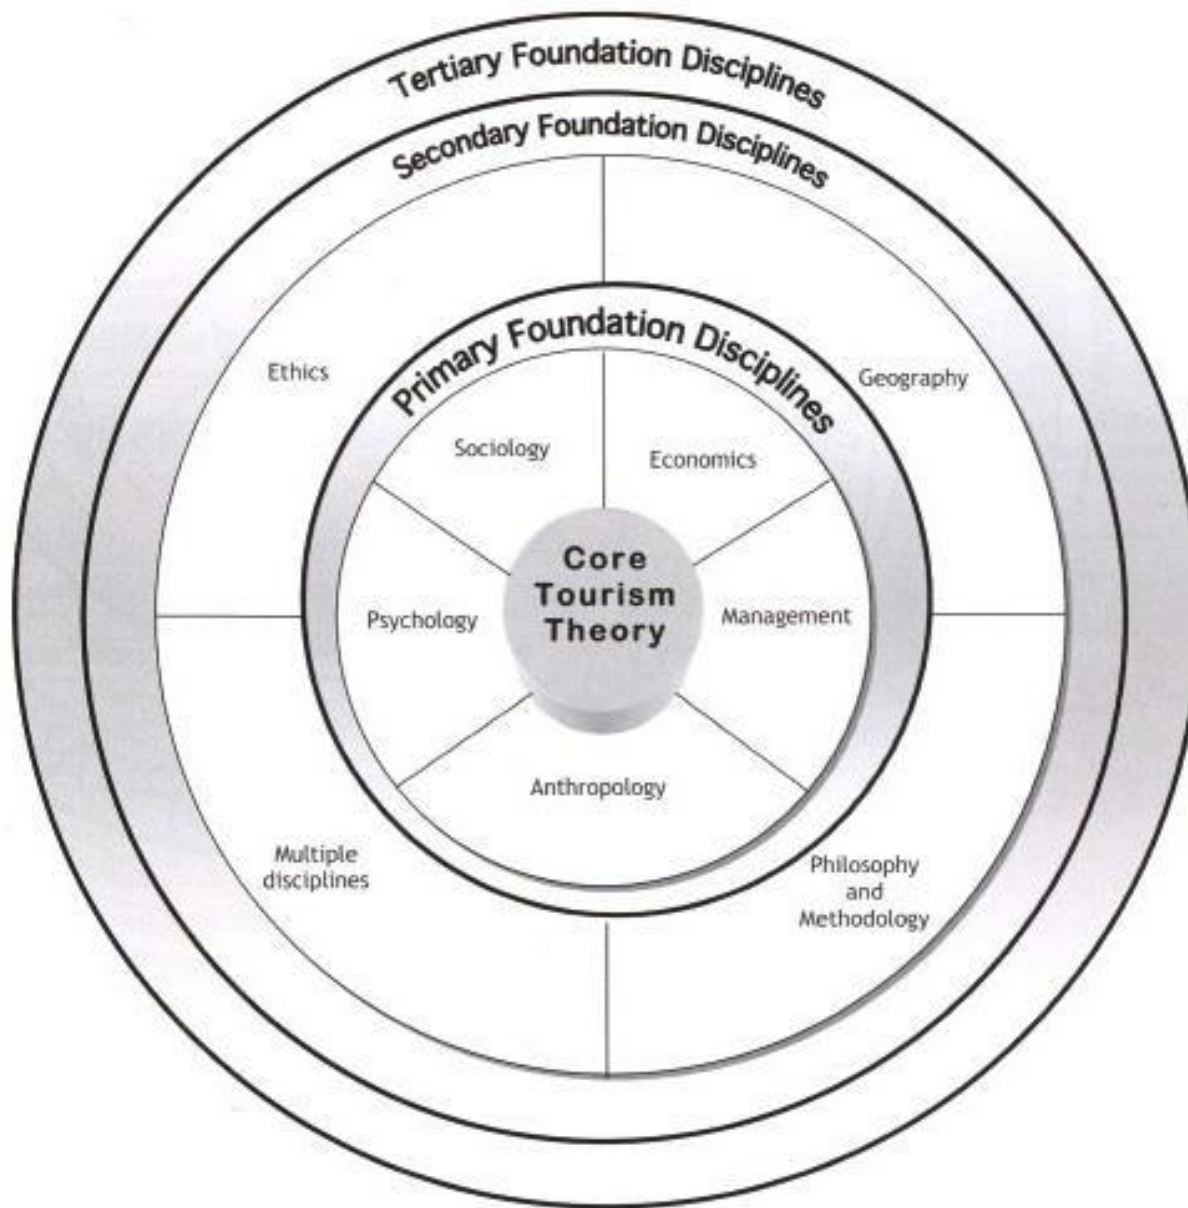 Tertiary Foundation Disciplines
Secondary Foundation Disciplines
Primary Foundation Disciplines
Ethics
Geography
Sociology
Economics
Core
Tourism
Theory
Psychology
Management
Anthropology
Multiple
disciplines
Philosophy
and
Methodology